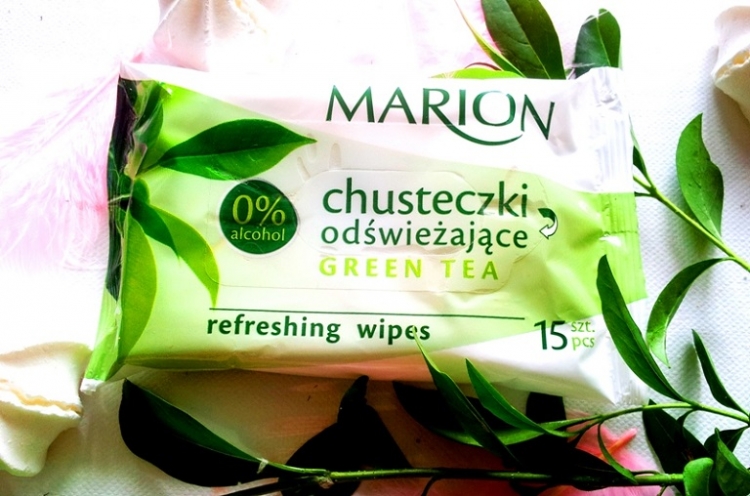 MARION
0%
alcohol
chusteczki
odświeżające
GREEN TEA
refreshing wipes
15 szt.
pcs